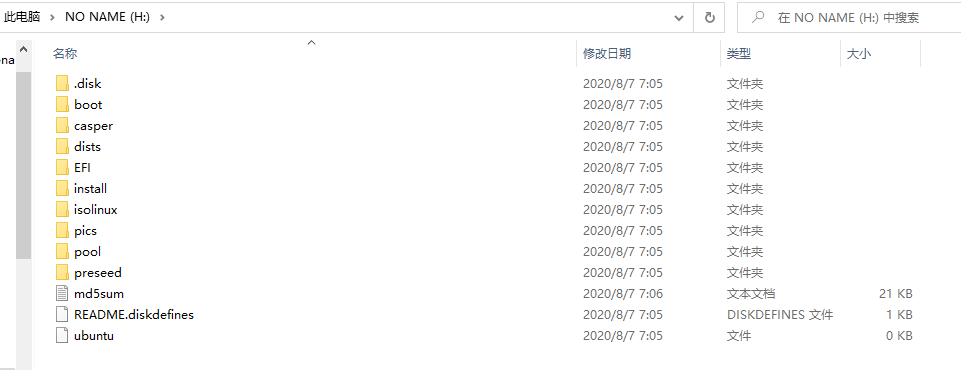 此电脑 > NO NAME (H:) >
在 NO NAME (H:) 中搜索
ena
名称 修改日期 类型 大小
.disk 2020/8/7 7:05 文件夹
boot 2020/8/7 7:05 文件夹
casper 2020/8/7 7:05 文件夹
dists 2020/8/7 7:05 文件夹
EFI 2020/8/7 7:05 文件夹
install 2020/8/7 7:05 文件夹
isolinux 2020/8/7 7:05 文件夹
pics 2020/8/7 7:05 文件夹
pool 2020/8/7 7:05 文件夹
preseed 2020/8/7 7:05 文件夹
md5sum 2020/8/7 7:06 文本文档 21 KB
README.diskdefines 2020/8/7 7:05 DISKDEFINES 文件 1 KB
ubuntu 2020/8/7 7:05 文件 0 KB